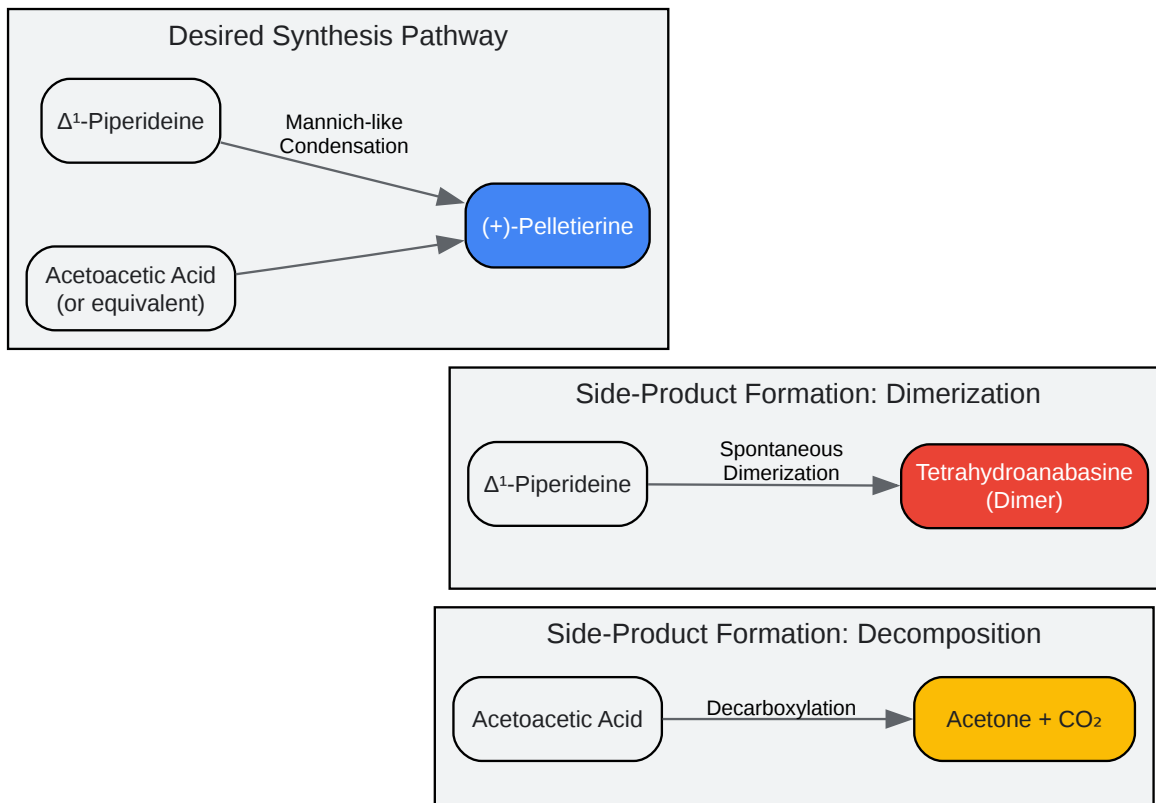 Desired Synthesis Pathway
Δ¹-Piperideine
Mannich-like
Condensation
(+)-Pelletierine
Acetoacetic Acid
(or equivalent)
Side-Product Formation: Dimerization
Δ¹-Piperideine
Spontaneous
Dimerization
Tetrahydroanabasine
(Dimer)
Side-Product Formation: Decomposition
Acetoacetic Acid
Decarboxylation
Acetone + CO₂